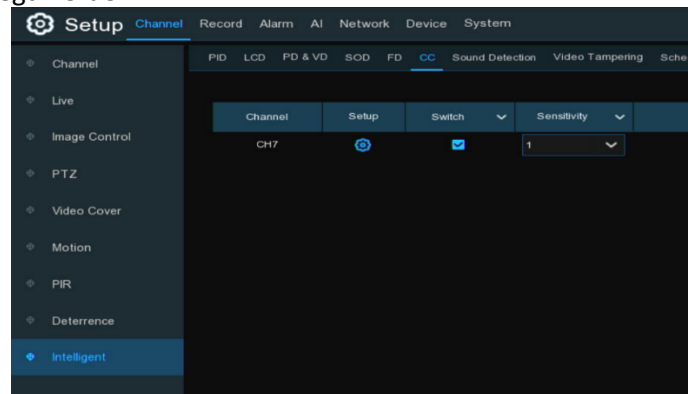 Setup Channel Record Alarm AI Network Device System
PID LCD PD & VD SOD FD CC Sound Detection Video Tampering Sche
Channel
Live
Image Control
PTZ
Video Cover
Motion
PIR
Deterrence
Intelligent
Channel Setup Switch Sensitivity
CH7 1